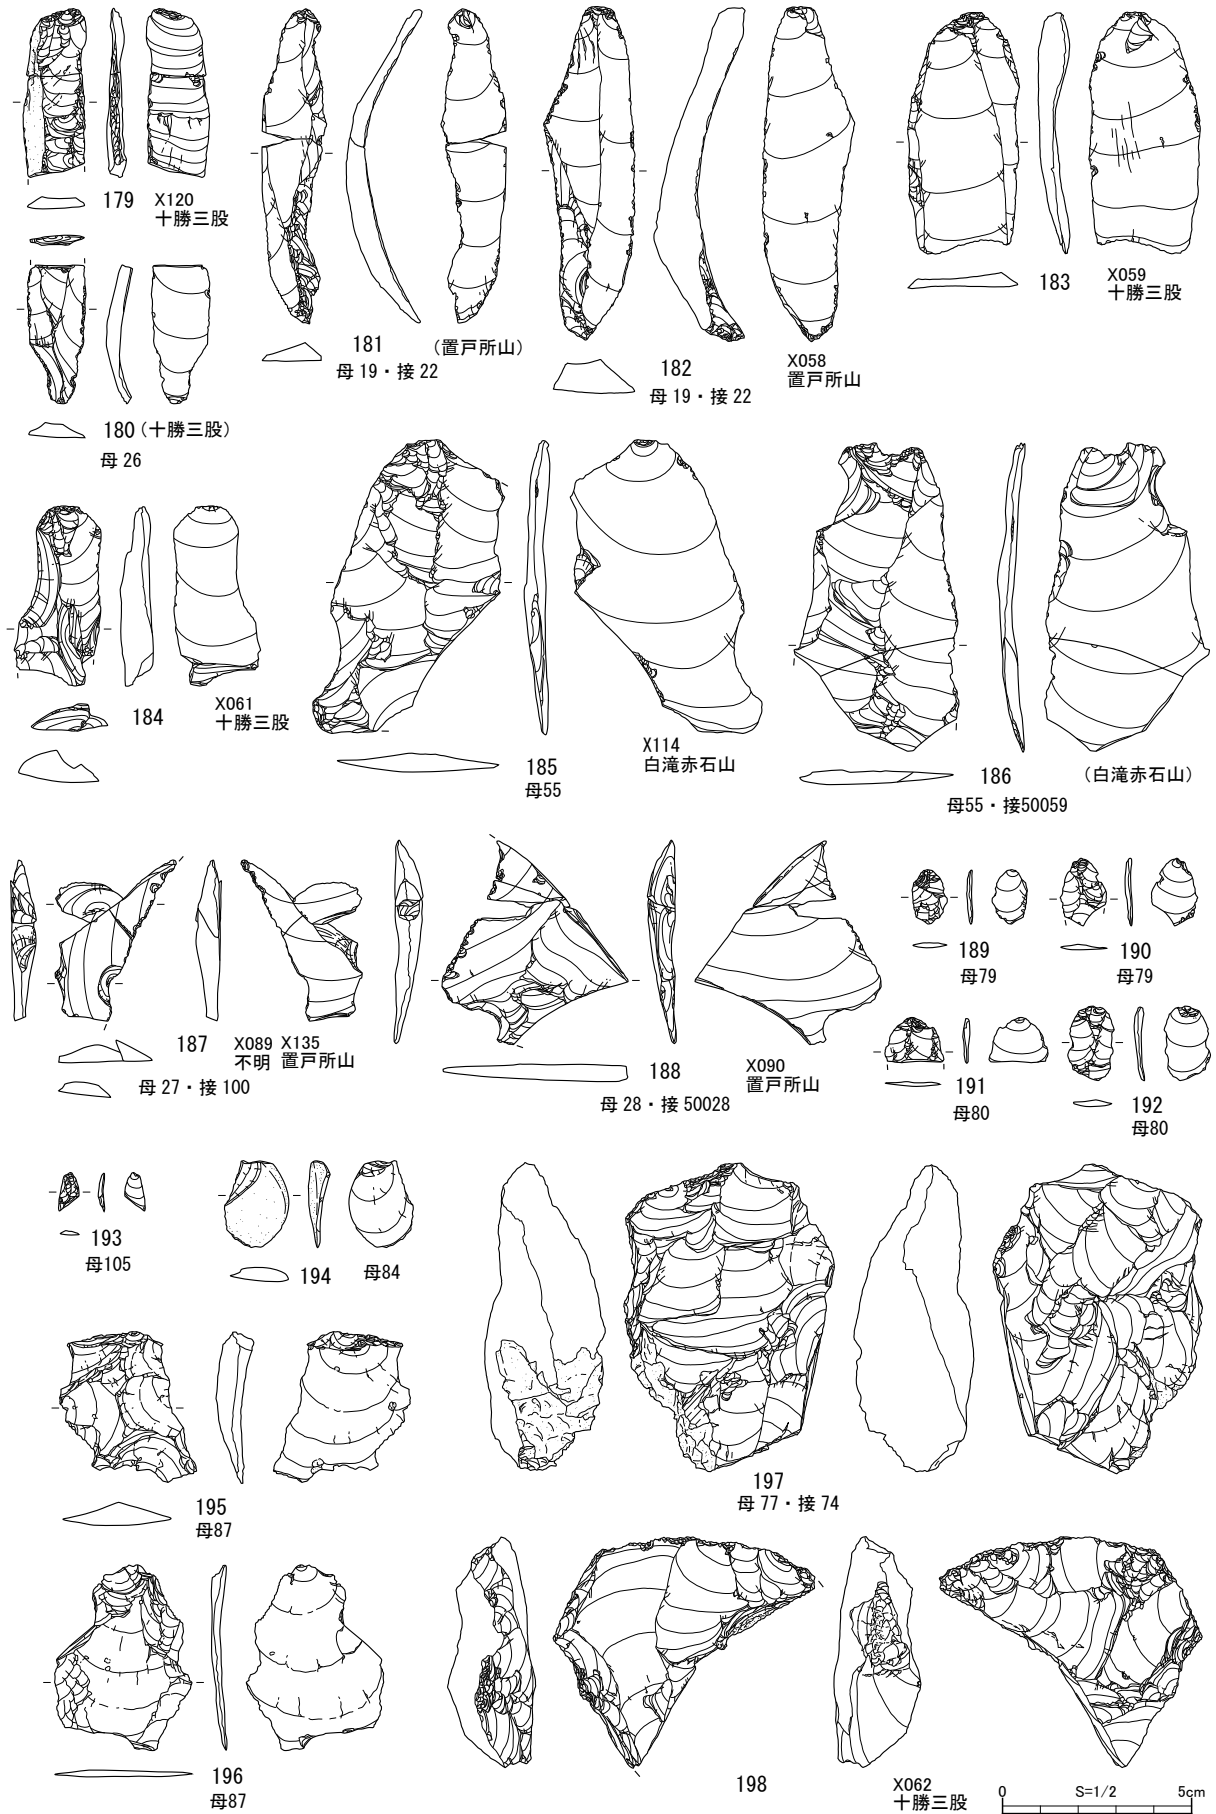 179
X120
十勝三股
180(十勝三股)
母 26
181
(置戸所山)
母 19・接 22
182
母 19・接 22
X058
置戸所山
183
X059
十勝三股
184
X061
十勝三股
185
母55
X114
白滝赤石山
186
(白滝赤石山)
母55・接50059
187
X089 X135
不明 置戸所山
母 27・接 100
188
母 28・接 50028
X090
置戸所山
189
母79
190
母79
191
母80
192
母80
193
母105
194
母84
195
母87
196
母87
197
母 77・接 74
198
X062
十勝三股
0 S=1/2 5cm